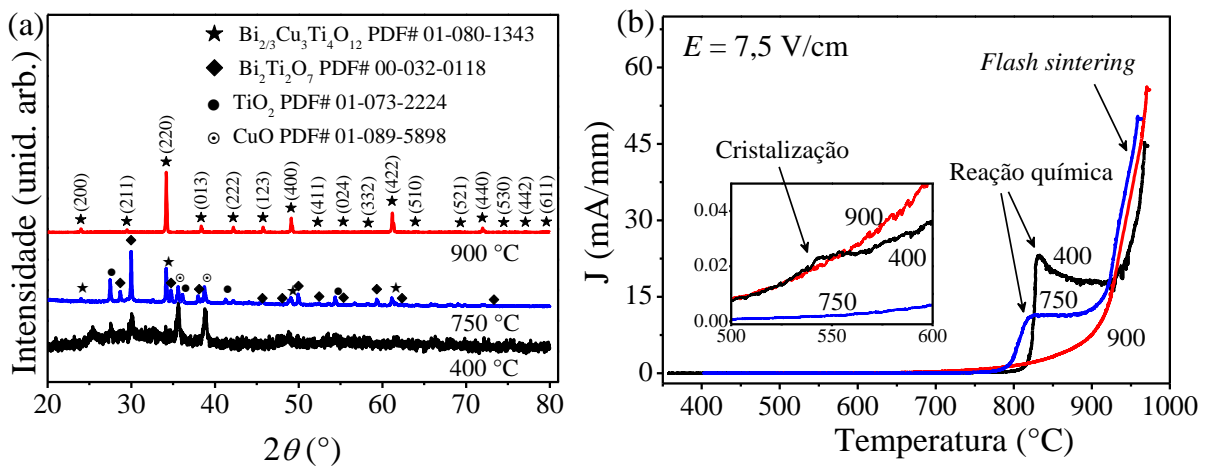 (a)
★ Bi2/3Cu3Ti4O12 PDF# 01-080-1343
◆ Bi2Ti2O7 PDF# 00-032-0118
● TiO2 PDF# 01-073-2224
⊙ CuO PDF# 01-089-5898
Intensidade (unid. arb.)
(200)
(211)
(220)
(013)
(222)
(123)
(400)
(411)
(024)
(332)
(422)
(510)
(521)
(440)
(530)
(442)
(611)
900 °C
750 °C
400 °C
20 30 40 50 60 70 80
2θ (°)
(b)
E = 7,5 V/cm
Flash sintering
Cristalização
Reação química
J (mA/mm)
60
45
30
15
0
0.04
0.02
0.00
500 550 600
900
400
750
400
750
900
400 500 600 700 800 900 1000
Temperatura (°C)